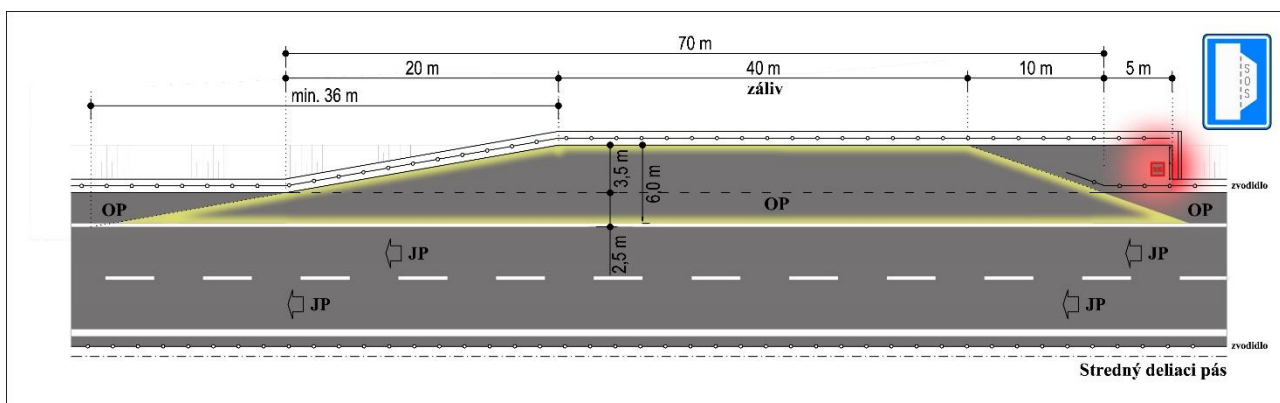 70 m
20 m
40 m
10 m
5 m
záliv
min. 36 m
SOS
3,5 m
6,0 m
2,5 m
OP
OP
OP
zvodidlo
JP
JP
JP
JP
zvodidlo
Stredný deliaci pás